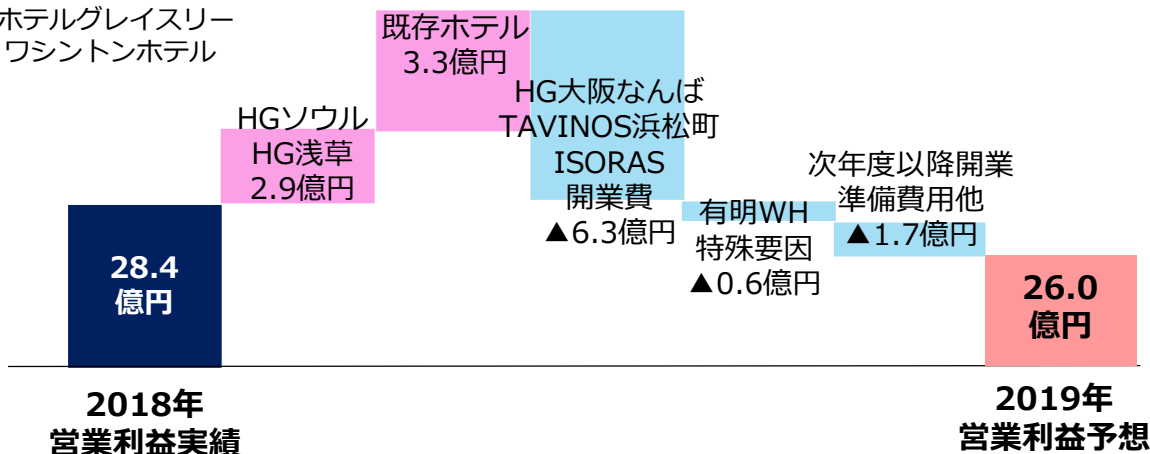 ホテルグレイスリー
ワシントンホテル
HGソウル
HG浅草
2.9億円
既存ホテル
3.3億円
HG大阪なんば
TAVINOS浜松町
ISORAS
開業費
▲6.3億円
有明WH
特殊要因
▲0.6億円
次年度以降開業
準備費用他
▲1.7億円
28.4
億円
26.0
億円
2018年
営業利益実績
2019年
営業利益予想